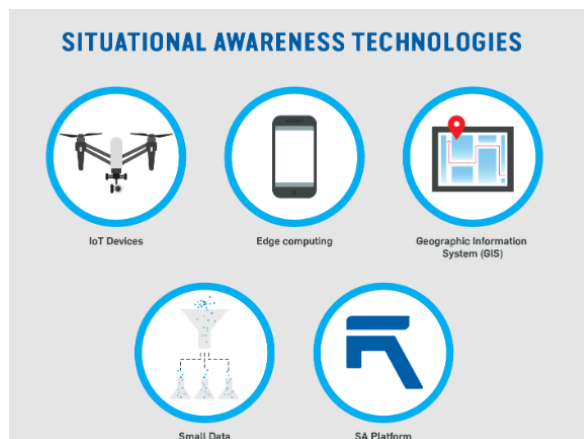 SITUATIONAL AWARENESS TECHNOLOGIES
IoT Devices
Edge computing
Geographic Information
System (GIS)
Small Data
SA Platform